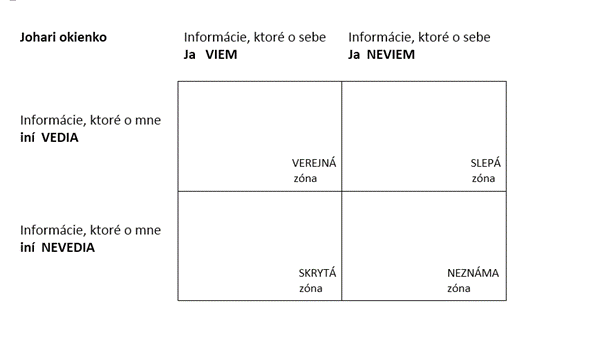 Johari okienko
Informácie, ktoré o sebe
Ja VIEM
Informácie, ktoré o sebe
Ja NEVIEM
Informácie, ktoré o mne
iní VEDIA
VEREJNÁ
zóna
SLEPÁ
zóna
Informácie, ktoré o mne
iní NEVEDIA
SKRYTÁ
zóna
NEZNÁMA
zóna